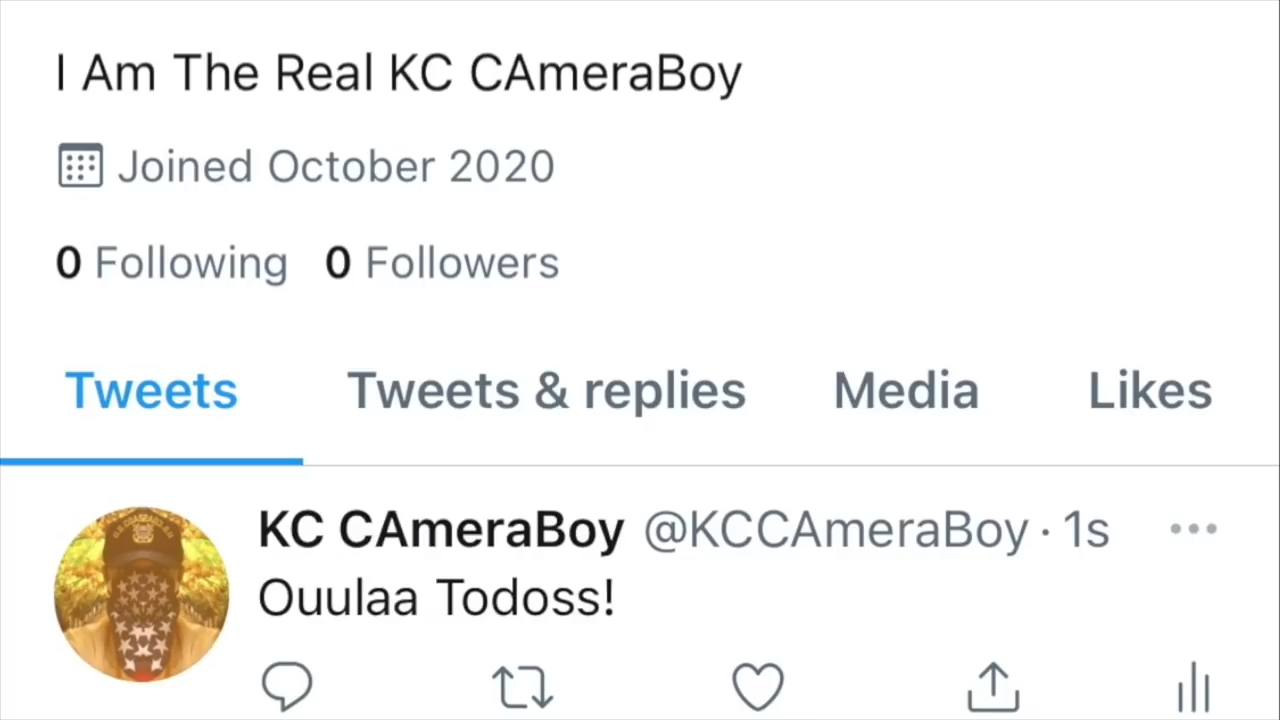 I Am The Real KC CAmeraBoy
Joined October 2020
0 Following 0 Followers
Tweets Tweets & replies Media Likes
KC CAmeraBoy @KCCAmeraBoy · 1s
Ouulaa Todoss!